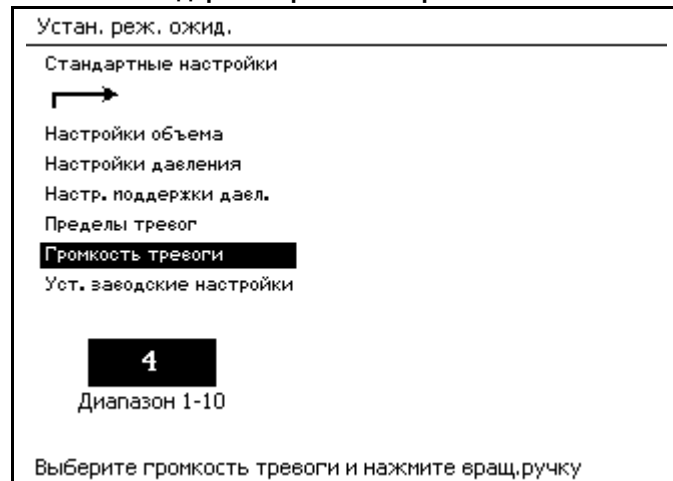 Устан. реж. ожид.
Стандартные настройки
Настройки объема
Настройки давления
Настр. поддержки давл.
Пределы тревог
Громкость тревоги
Уст. заводские настройки
4
Диапазон 1-10
Выберите громкость тревоги и нажмите вращ.ручку